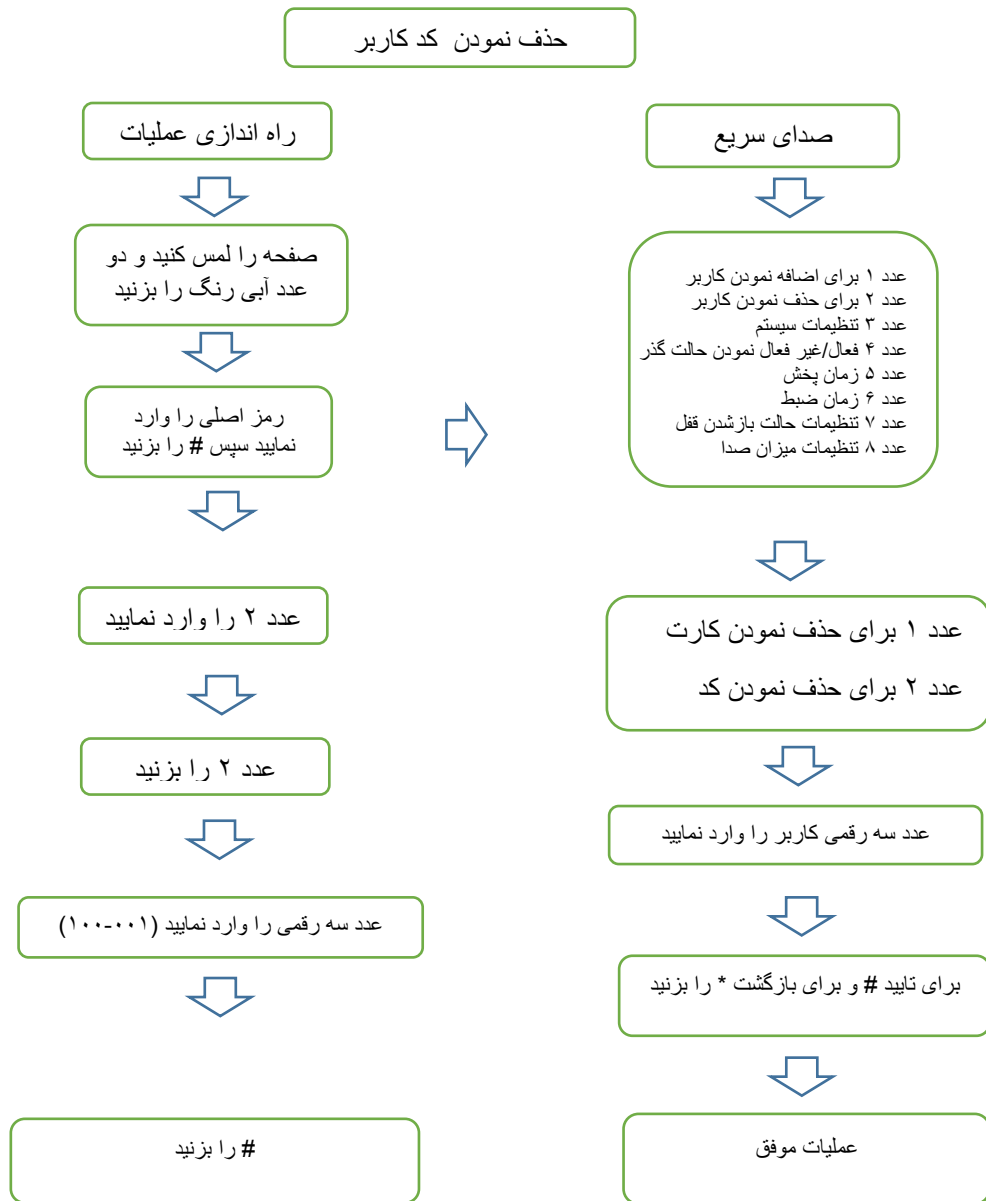 حذف نمودن کد کاربر
راه اندازی عملیات
صفحه را لمس کنید و دو
عدد آبی رنگ را بزنید
رمز اصلی را وارد
نمایید سپس # را بزنید
عدد ۲ را وارد نمایید
عدد ۲ را بزنید
عدد سه رقمی را وارد نمایید (۰۰۱-۱۰۰)
# را بزنید
صدای سریع
عدد ۱ برای اضافه نمودن کاربر
عدد ۲ برای حذف نمودن کاربر
عدد ۳ تنظیمات سیستم
عدد ۴ فعال/غیر فعال نمودن حالت گذر
عدد ۵ زمان پخش
عدد ۶ زمان ضبط
عدد ۷ تنظیمات حالت بازشدن قفل
عدد ۸ تنظیمات میزان صدا
عدد ۱ برای حذف نمودن کارت
عدد ۲ برای حذف نمودن کد
عدد سه رقمی کاربر را وارد نمایید
برای تایید # و برای بازگشت * را بزنید
عملیات موفق